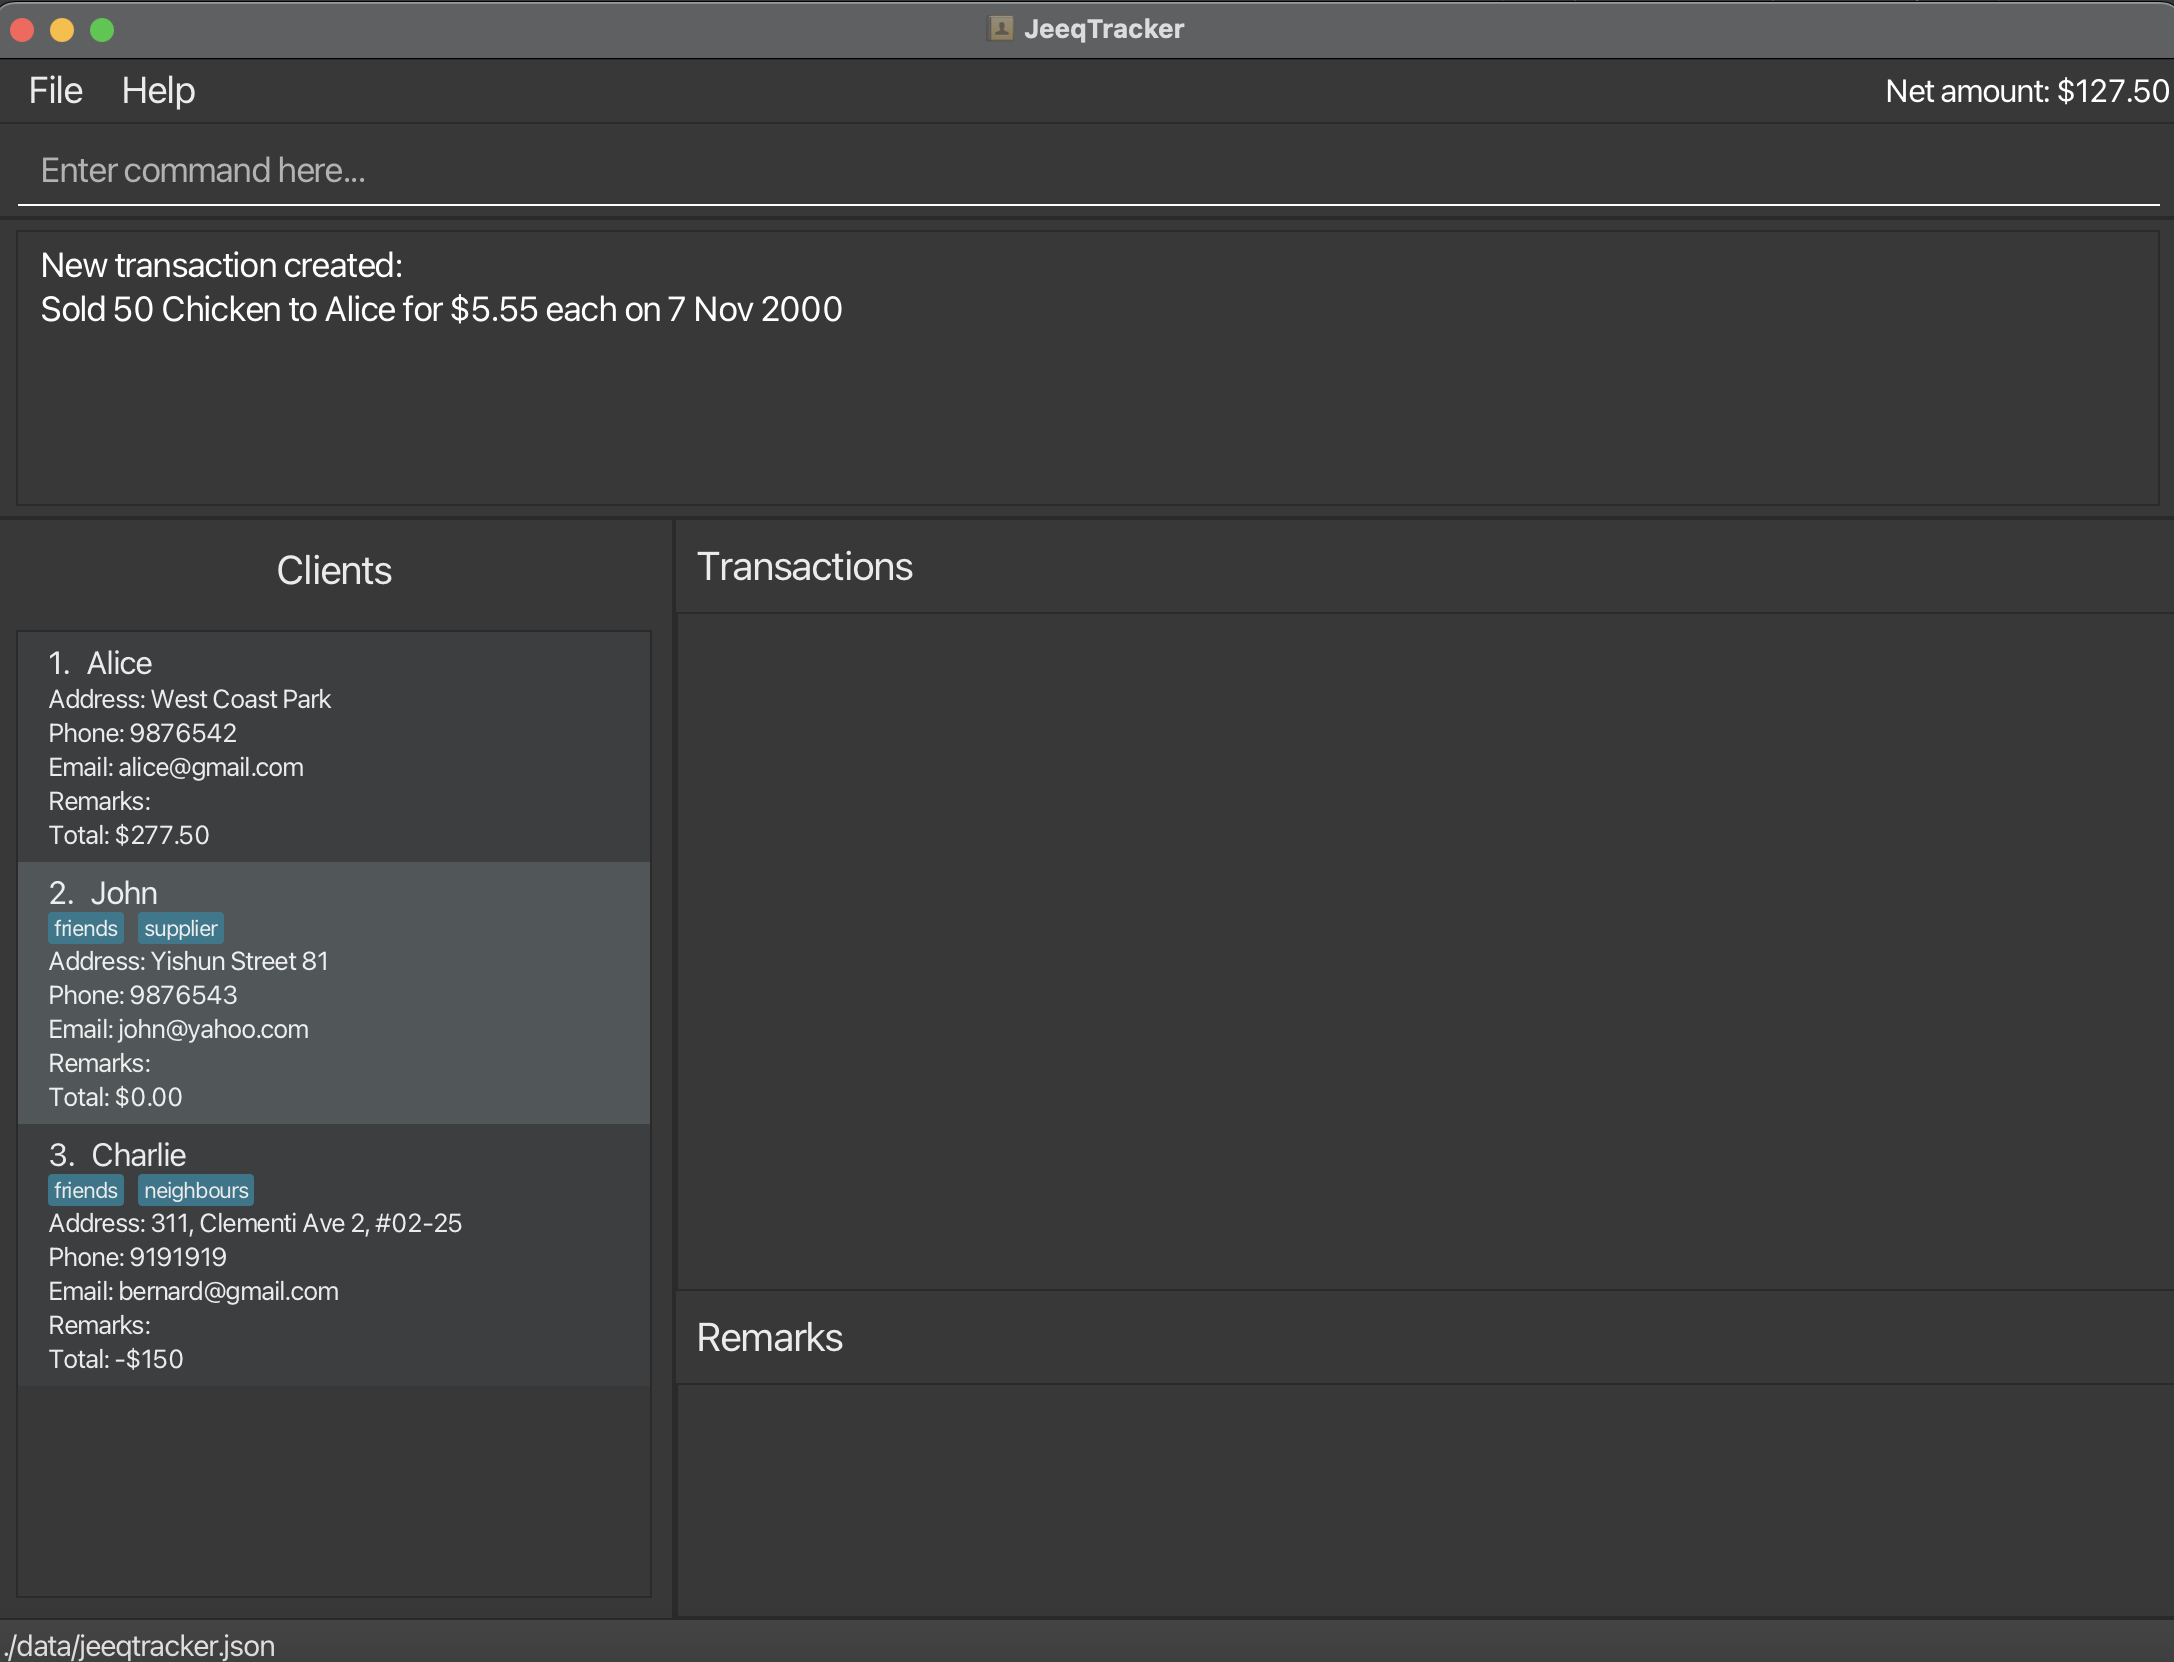 JeeqTracker
File Help Net amount: $127.50
Enter command here...
New transaction created:
Sold 50 Chicken to Alice for $5.55 each on 7 Nov 2000
Clients
1. Alice
Address: West Coast Park
Phone: 9876542
Email: alice@gmail.com
Remarks:
Total: $277.50
2. John
friends supplier
Address: Yishun Street 81
Phone: 9876543
Email: john@yahoo.com
Remarks:
Total: $0.00
3. Charlie
friends neighbours
Address: 311, Clementi Ave 2, #02-25
Phone: 9191919
Email: bernard@gmail.com
Remarks:
Total: -$150
Transactions
Remarks
./data/jeeqtracker.json